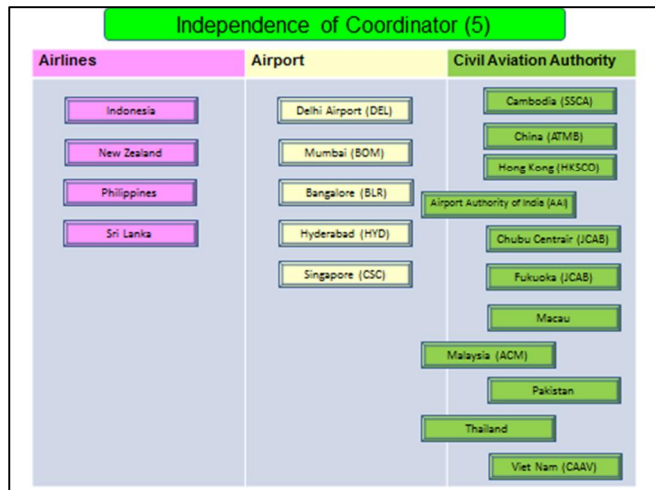 Independence of Coordinator (5)
Airlines
Airport
Civil Aviation Authority
Indonesia
New Zealand
Philippines
Sri Lanka
Delhi Airport (DEL)
Mumbai (BOM)
Bangalore (BLR)
Hyderabad (HYD)
Singapore (CSC)
Cambodia (SSCA)
China (ATMB)
Hong Kong (HKSCO)
Airport Authority of India (AAI)
Chubu Centrair (JCAB)
Fukuoka (JCAB)
Macau
Malaysia (ACM)
Pakistan
Thailand
Viet Nam (CAAV)